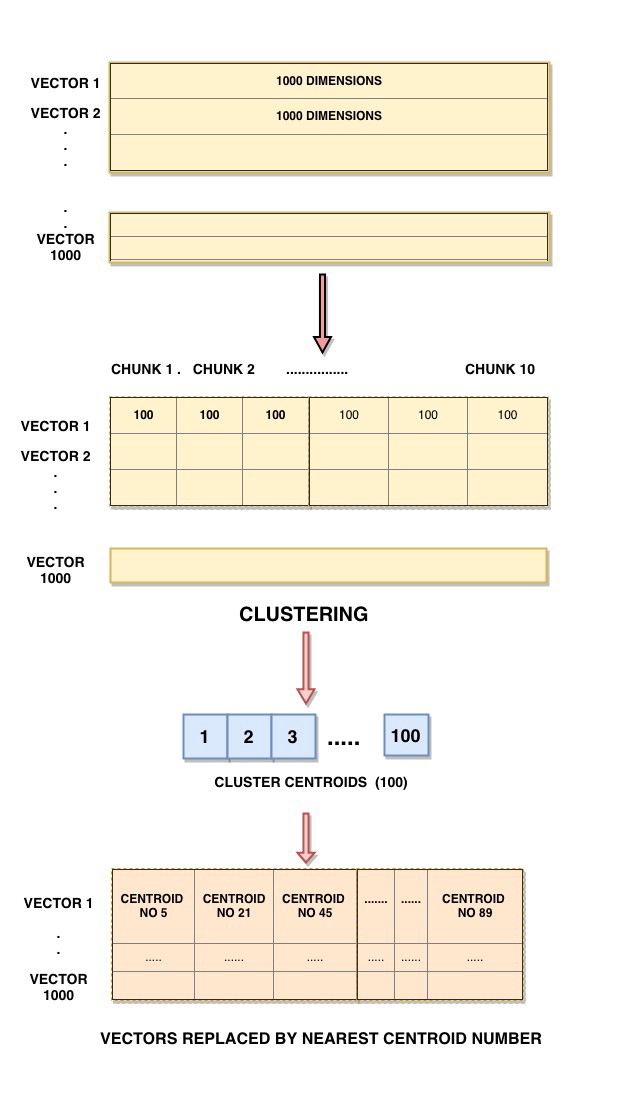 VECTOR 1 1000 DIMENSIONS
VECTOR 2 1000 DIMENSIONS
.
.
.
.
.
VECTOR
1000
CHUNK 1 . CHUNK 2 ............... CHUNK 10
VECTOR 1 100 100 100 100 100 100
VECTOR 2
.
.
.
VECTOR
1000
CLUSTERING
1 2 3 ..... 100
CLUSTER CENTROIDS (100)
VECTOR 1 CENTROID NO 5 CENTROID NO 21 CENTROID NO 45 ....... ...... CENTROID NO 89
.
. ..... ...... ..... ..... ...... .....
VECTOR
1000
VECTORS REPLACED BY NEAREST CENTROID NUMBER